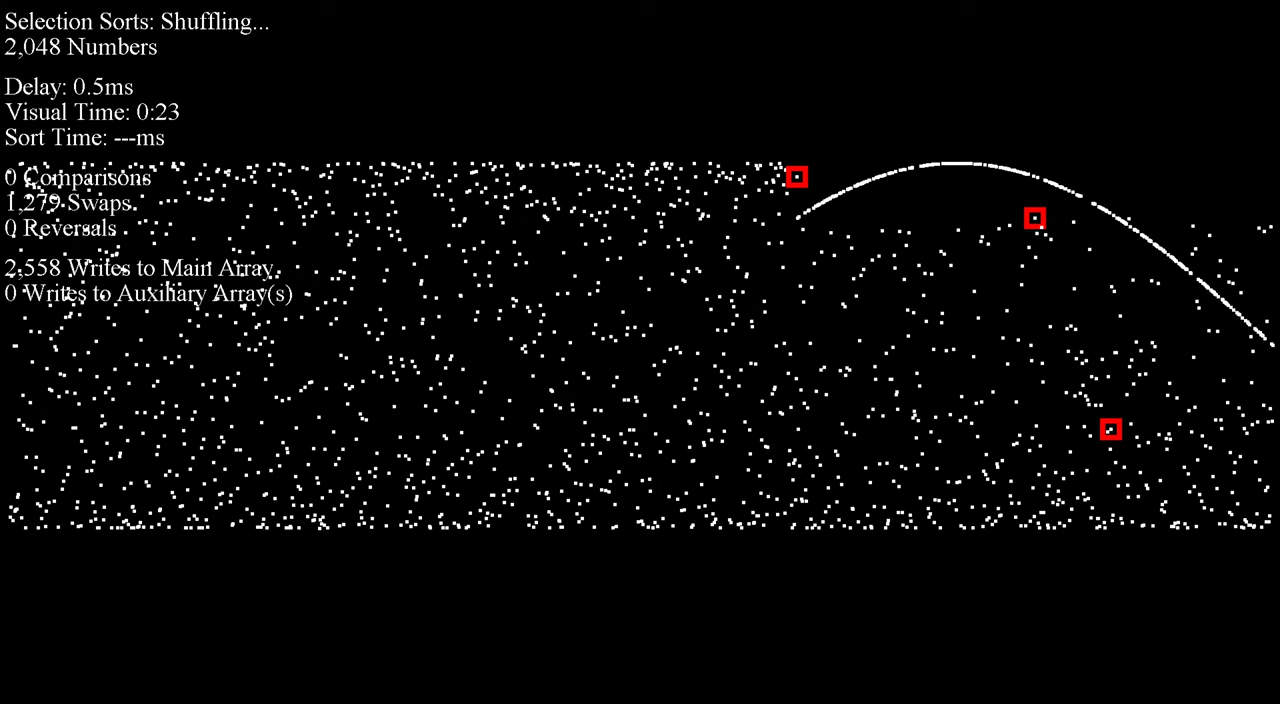 Selection Sorts: Shuffling...
2,048 Numbers
Delay: 0.5ms
Visual Time: 0:23
Sort Time: ---ms
0 Comparisons
1,279 Swaps
0 Reversals
2,558 Writes to Main Array
0 Writes to Auxiliary Array(s)